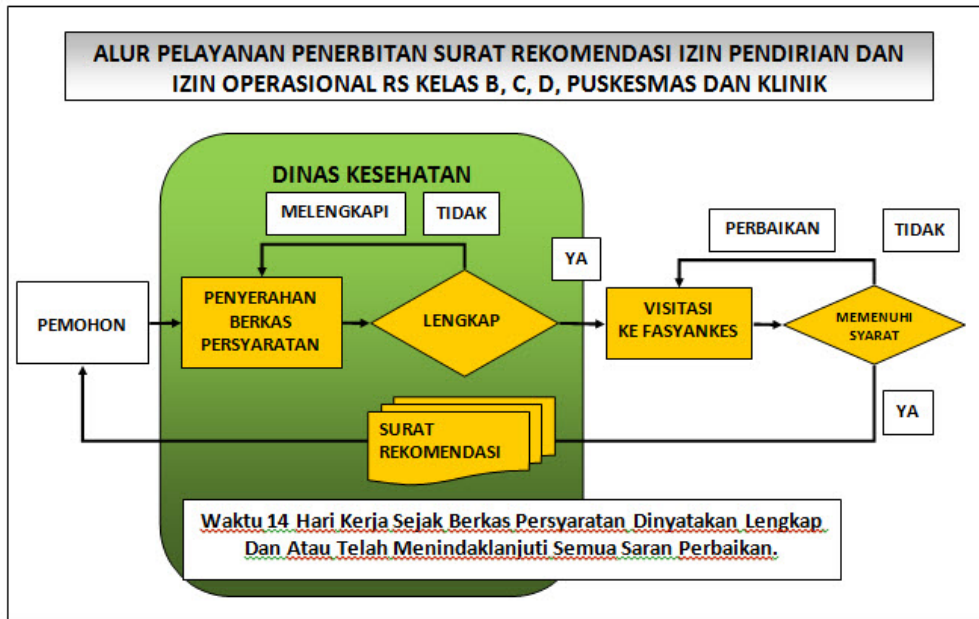 ALUR PELAYANAN PENERBITAN SURAT REKOMENDASI IZIN PENDIRIAN DAN
IZIN OPERASIONAL RS KELAS B, C, D, PUSKESMAS DAN KLINIK
DINAS KESEHATAN
MELENGKAPI
TIDAK
PERBAIKAN
TIDAK
YA
PEMOHON
PENYERAHAN
BERKAS
PERSYARATAN
LENGKAP
VISITASI
KE FASYANKES
MEMENUHI
SYARAT
YA
SURAT
REKOMENDASI
Waktu 14 Hari Kerja Sejak Berkas Persyaratan Dinyatakan Lengkap
Dan Atau Telah Menindaklanjuti Semua Saran Perbaikan.